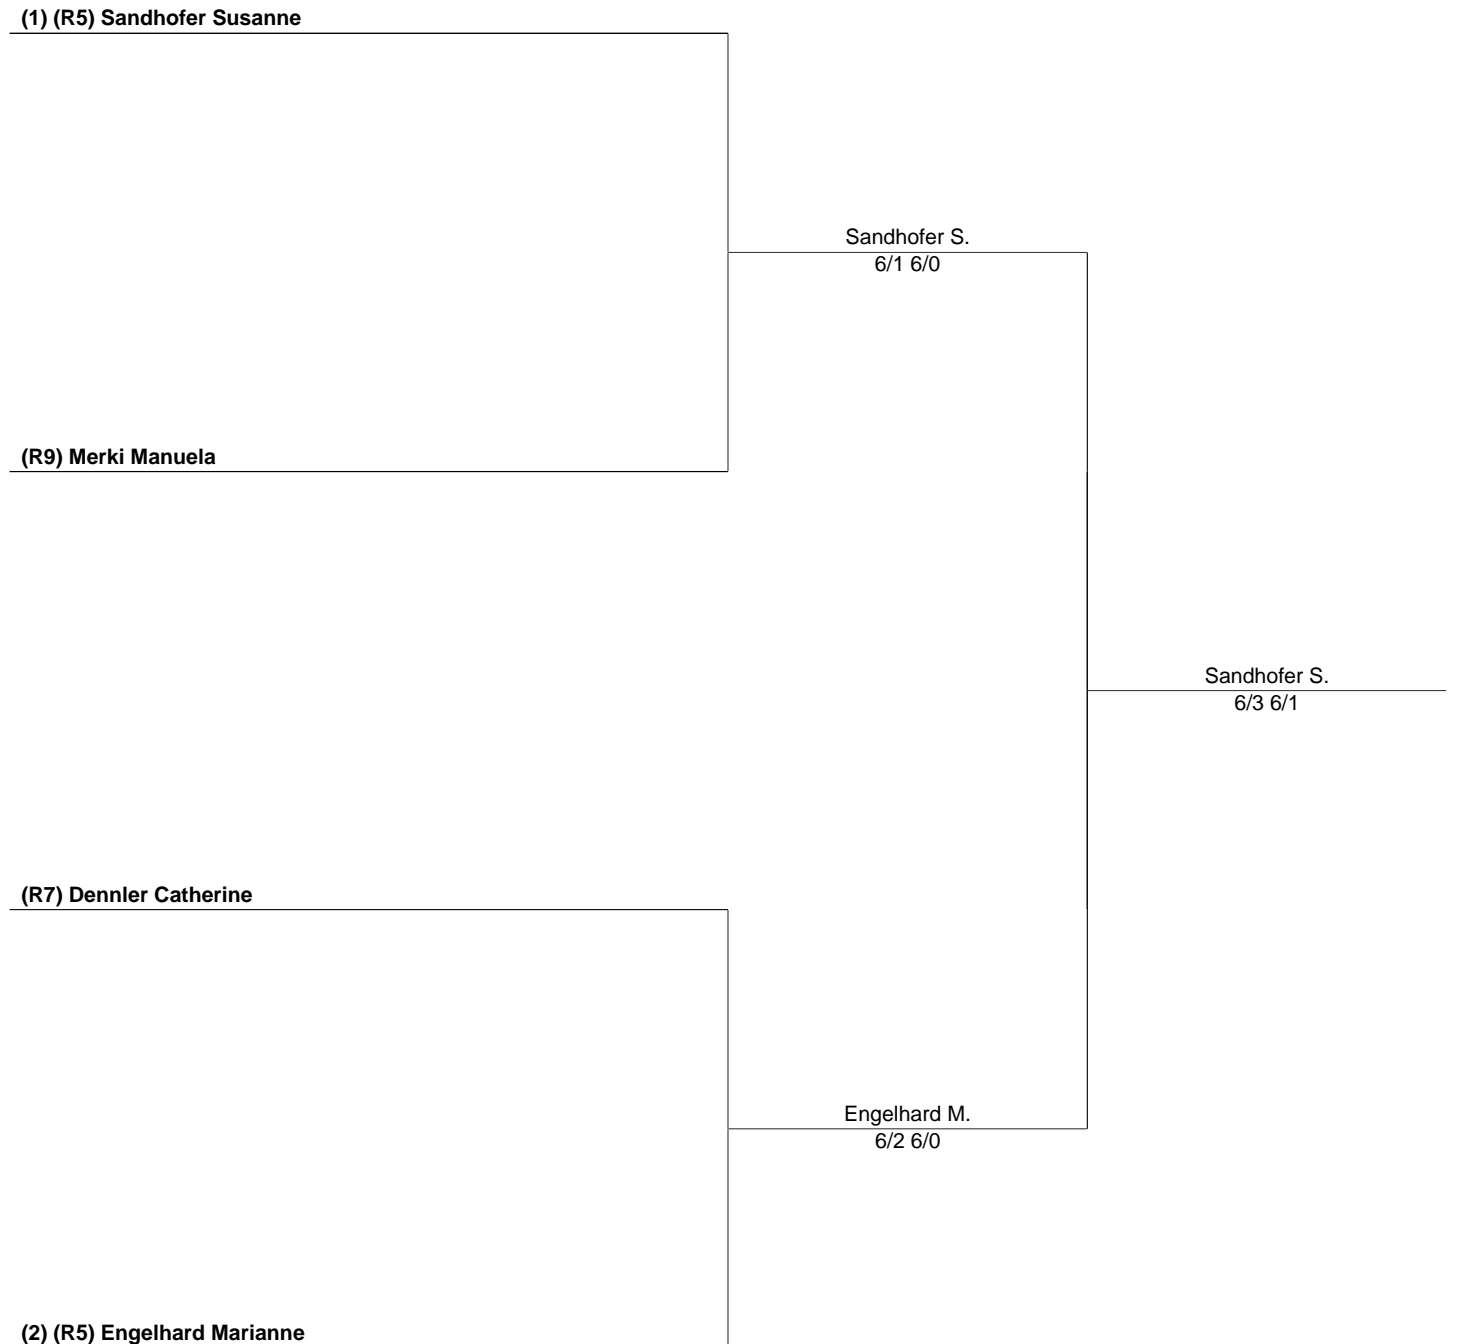 (1) (R5) Sandhofer Susanne
Sandhofer S.
6/1 6/0
(R9) Merki Manuela
Sandhofer S.
6/3 6/1
(R7) Dennler Catherine
Engelhard M.
6/2 6/0
(2) (R5) Engelhard Marianne